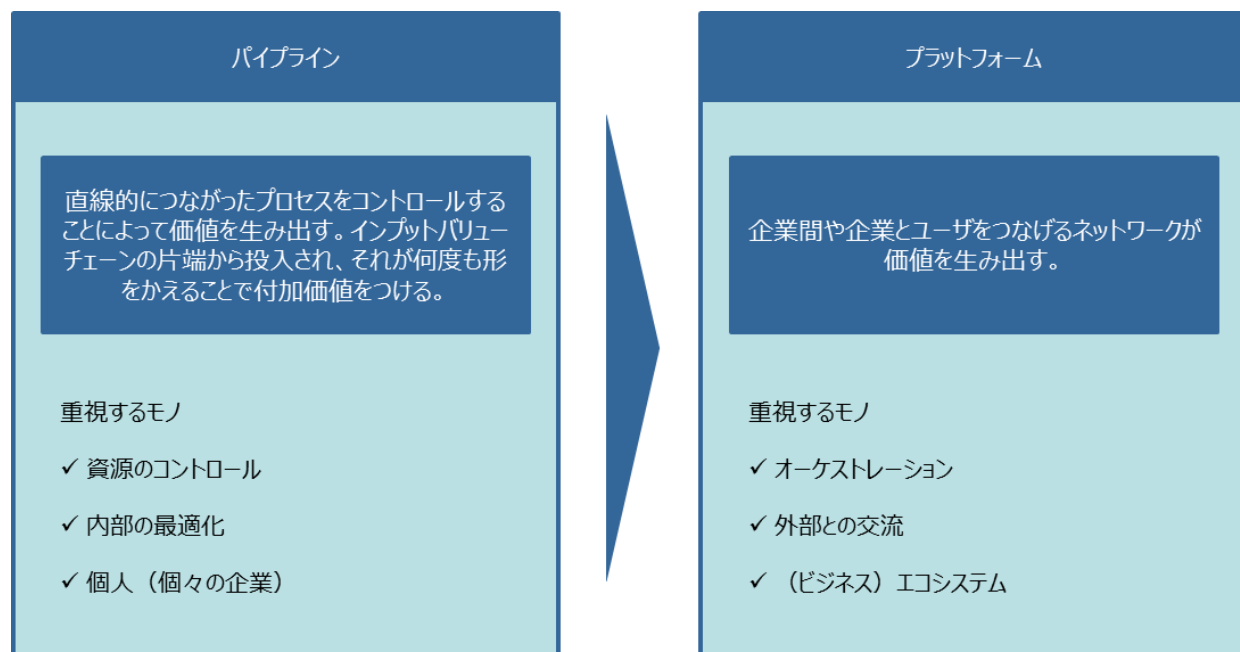 パイプライン
直線的につながったプロセスをコントロールする
ことによって価値を生み出す。インプットバリュー
チェーンの片端から投入され、それが何度も形
をかえることで付加価値をつける。
重視するモノ
✓ 資源のコントロール
✓ 内部の最適化
✓ 個人（個々の企業）
プラットフォーム
企業間や企業とユーザをつなげるネットワークが
価値を生み出す。
重視するモノ
✓ オーケストレーション
✓ 外部との交流
✓ （ビジネス）エコシステム